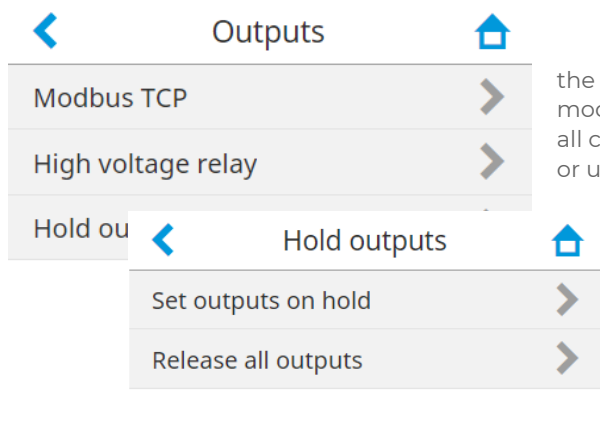 Outputs
Modbus TCP
High voltage relay
Hold ou
Hold outputs
Set outputs on hold
Release all outputs
the
all
or